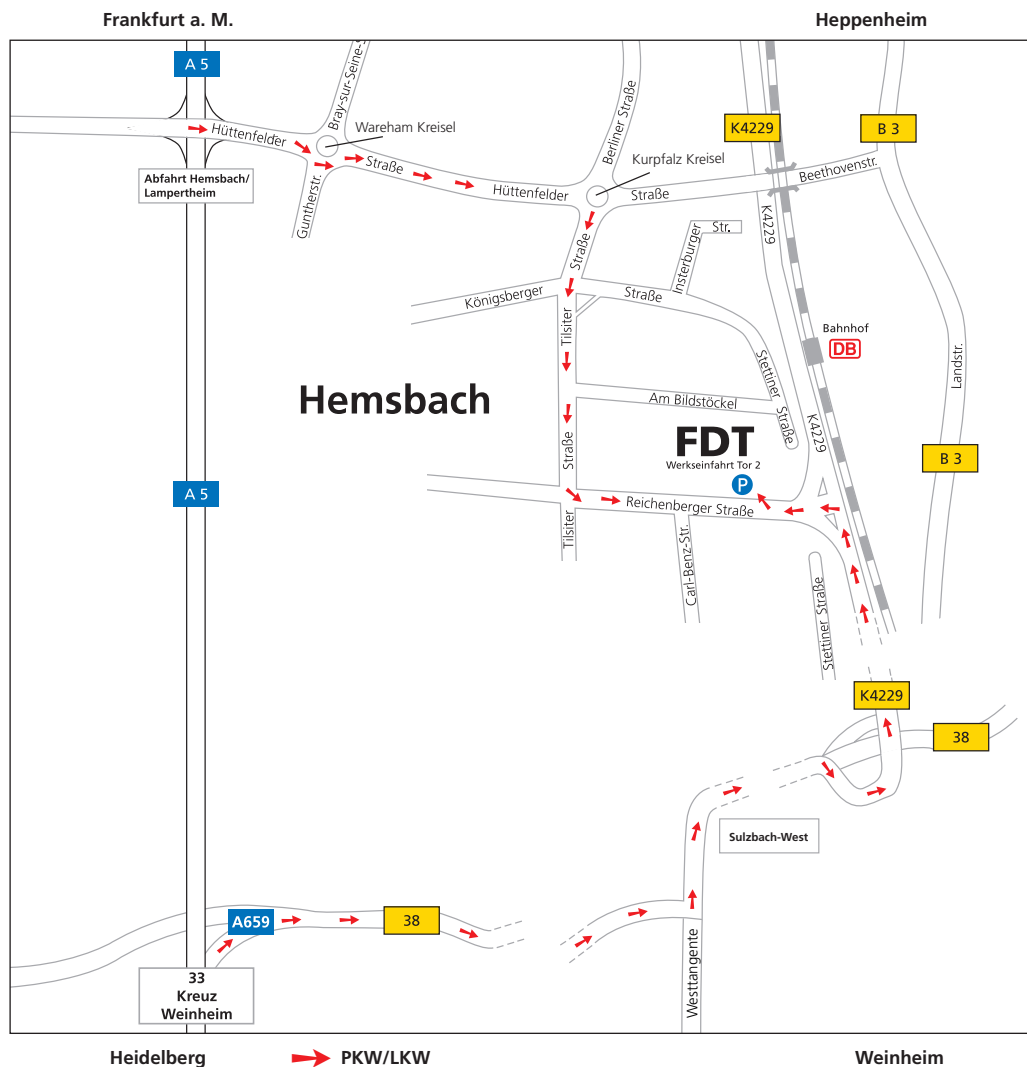 Frankfurt a. M.
Heppenheim
A 5
Bray-sur-Seine-S
Wareham Kreisel
Hüttenfelder
Straße
Guntherstr.
Abfahrt Hemsbach/
Lampertheim
Berliner Straße
Kurpfalz Kreisel
Hüttenfelder
Straße
K4229
B 3
Beethovenstr.
K4229
Straße
Insterburger
Str.
Königsberger
Straße
Tilsiter
Stettiner
Straße
Bahnhof
DB
Landstr.
Hemsbach
Am Bildstöckel
FDT
Werkseinfahrt Tor 2
P
K4229
B 3
A 5
Straße
Reichenberger Straße
Tilsiter
Carl-Benz-Str.
Stettiner Straße
K4229
38
Sulzbach-West
A659
38
Westtangente
33
Kreuz
Weinheim
Heidelberg
PKW/LKW
Weinheim